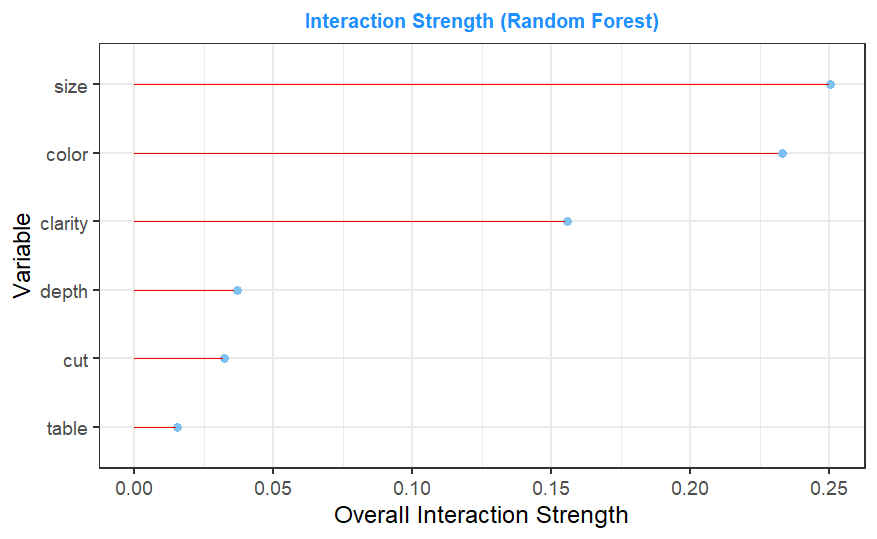 Interaction Strength (Random Forest)
size
color
clarity
depth
cut
table
Variable
0.00 0.05 0.10 0.15 0.20 0.25
Overall Interaction Strength